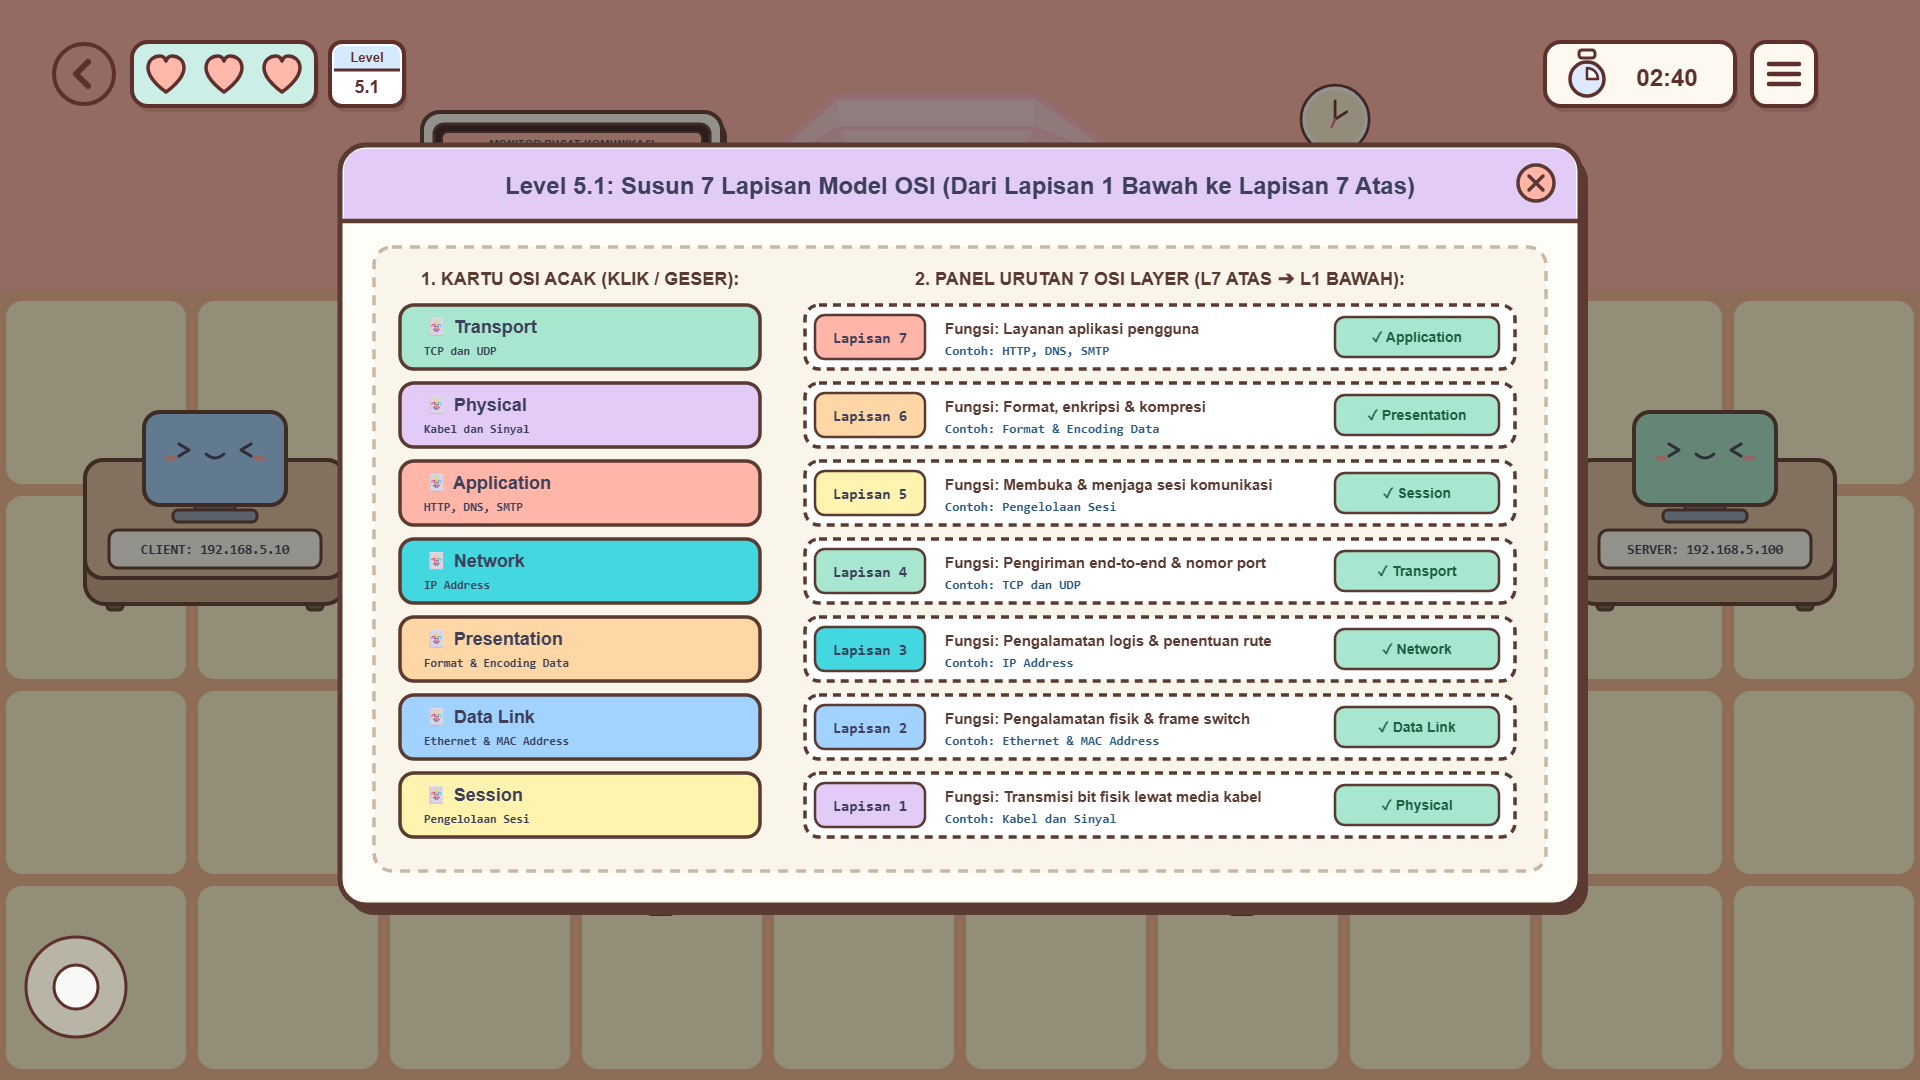 Level
5.1
02:40
MONITOR PUSAT KOMUNIKASI
Level 5.1: Susun 7 Lapisan Model OSI (Dari Lapisan 1 Bawah ke Lapisan 7 Atas)
1. KARTU OSI ACAK (KLIK / GESER):
Transport
TCP dan UDP
Physical
Kabel dan Sinyal
Application
HTTP, DNS, SMTP
Network
IP Address
Presentation
Format & Encoding Data
Data Link
Ethernet & MAC Address
Session
Pengelolaan Sesi
2. PANEL URUTAN 7 OSI LAYER (L7 ATAS ➔ L1 BAWAH):
Lapisan 7
Fungsi: Layanan aplikasi pengguna
Contoh: HTTP, DNS, SMTP
✓ Application
Lapisan 6
Fungsi: Format, enkripsi & kompresi
Contoh: Format & Encoding Data
✓ Presentation
Lapisan 5
Fungsi: Membuka & menjaga sesi komunikasi
Contoh: Pengelolaan Sesi
✓ Session
Lapisan 4
Fungsi: Pengiriman end-to-end & nomor port
Contoh: TCP dan UDP
✓ Transport
Lapisan 3
Fungsi: Pengalamatan logis & penentuan rute
Contoh: IP Address
✓ Network
Lapisan 2
Fungsi: Pengalamatan fisik & frame switch
Contoh: Ethernet & MAC Address
✓ Data Link
Lapisan 1
Fungsi: Transmisi bit fisik lewat media kabel
Contoh: Kabel dan Sinyal
✓ Physical
CLIENT: 192.168.5.10
SERVER: 192.168.5.100